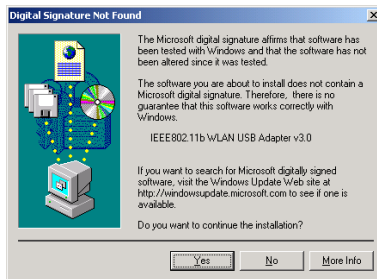 Digital Signature Not Found
The Microsoft digital signature affirms that software has
been tested with Windows and that the software has not
been altered since it was tested.
The software you are about to install does not contain a
Microsoft digital signature. Therefore, there is no
guarantee that this software works correctly with
Windows.
IEEE802.11b WLAN USB Adapter v3.0
If you want to search for Microsoft digitally signed
software, visit the Windows Update Web site at
http://windowsupdate.microsoft.com to see if one is
available.
Do you want to continue the installation?
Yes No More Info